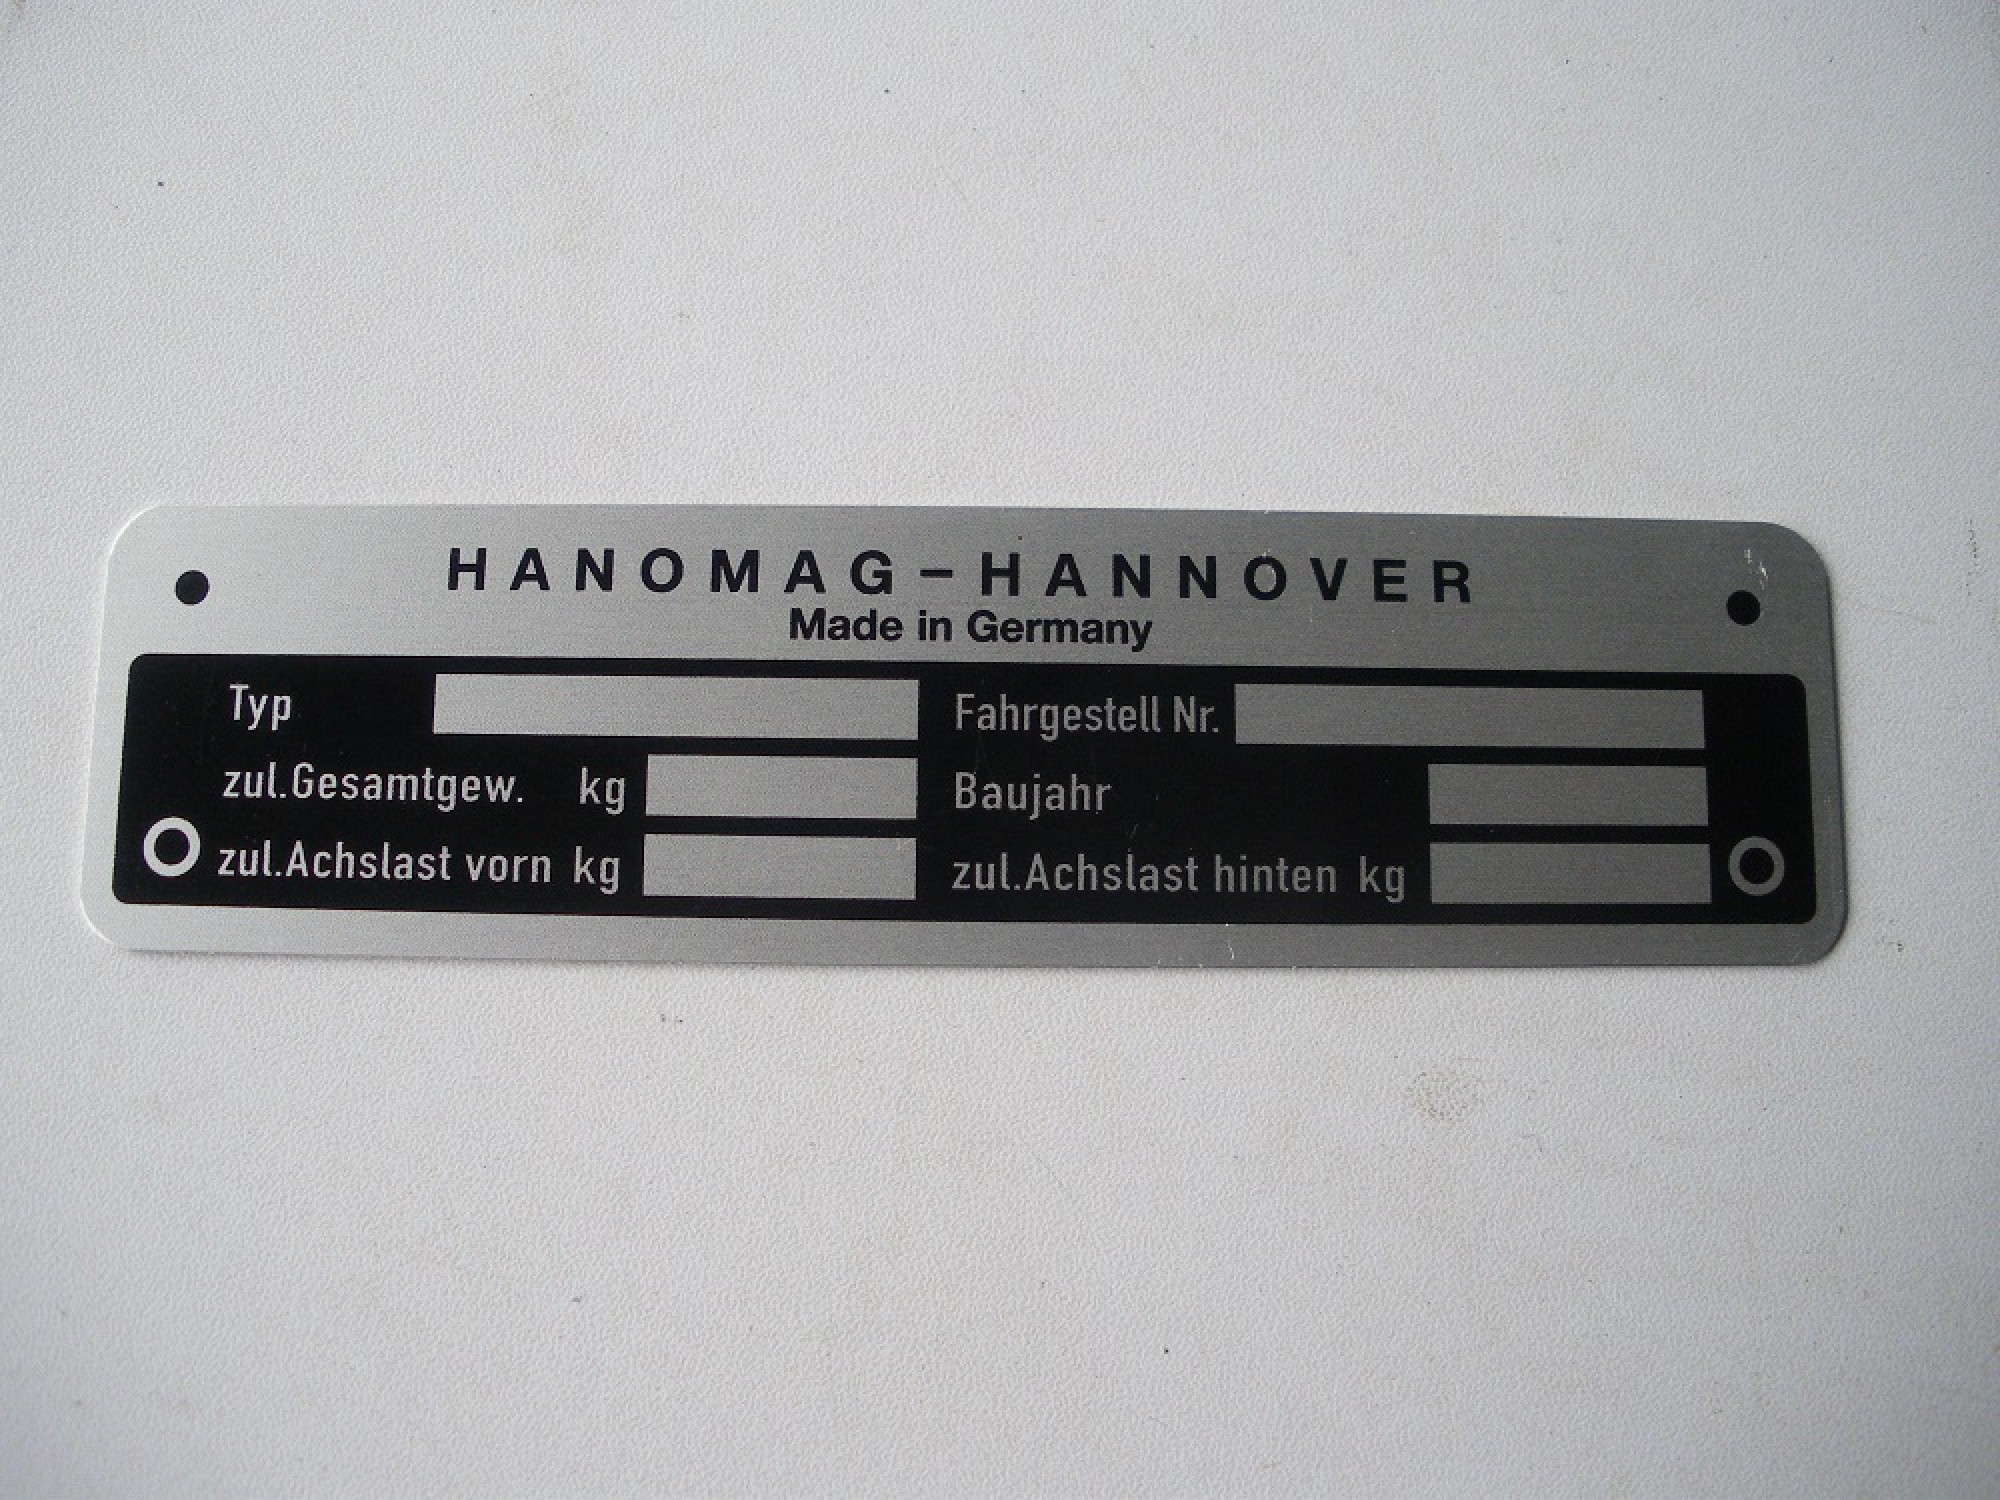 HANOMAG–HANNOVER
Made in Germany
Typ Fahrgestell Nr.
zul.Gesamtgew. kg Baujahr
zul.Achslast vorn kg zul.Achslast hinten kg